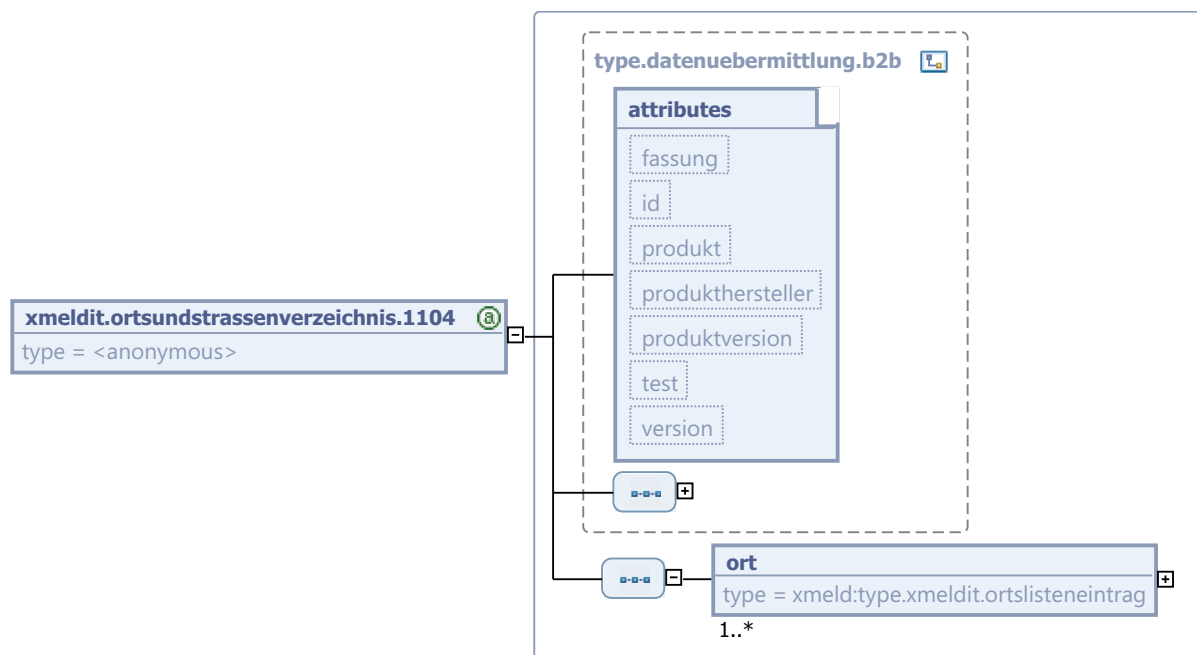 type.datenuebermittlung.b2b
attributes
fassung
id
produkt
produkthersteller
produktversion
test
version
xmeldit.ortsundstrassenverzeichnis.1104 @
type = <anonymous>
ort
type = xmeld:type.xmeldit.ortslisteneintrag
1..*